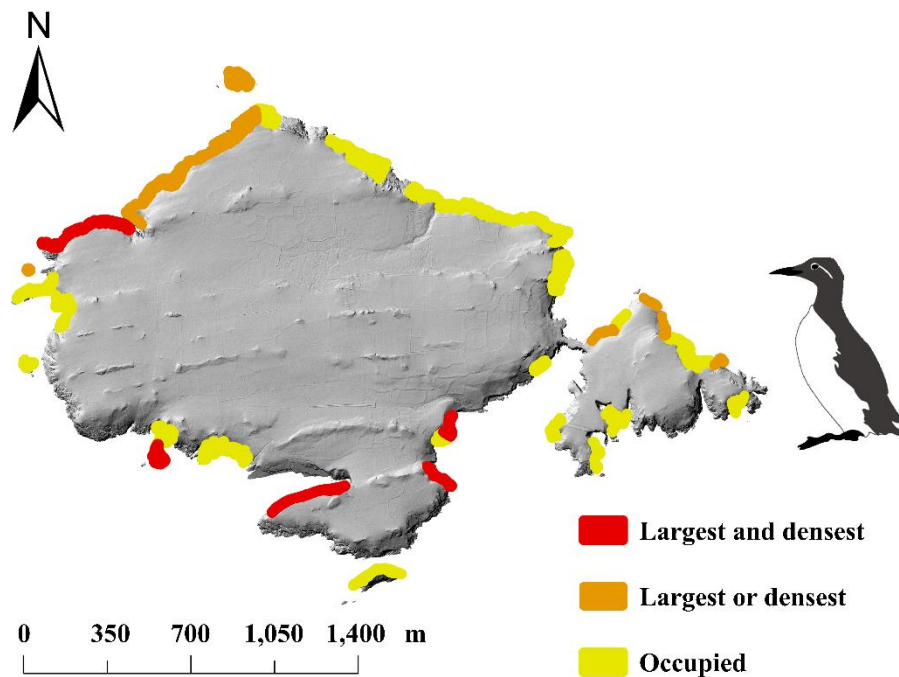 N
Largest and densest
Largest or densest
Occupied
0 350 700 1,050 1,400 m